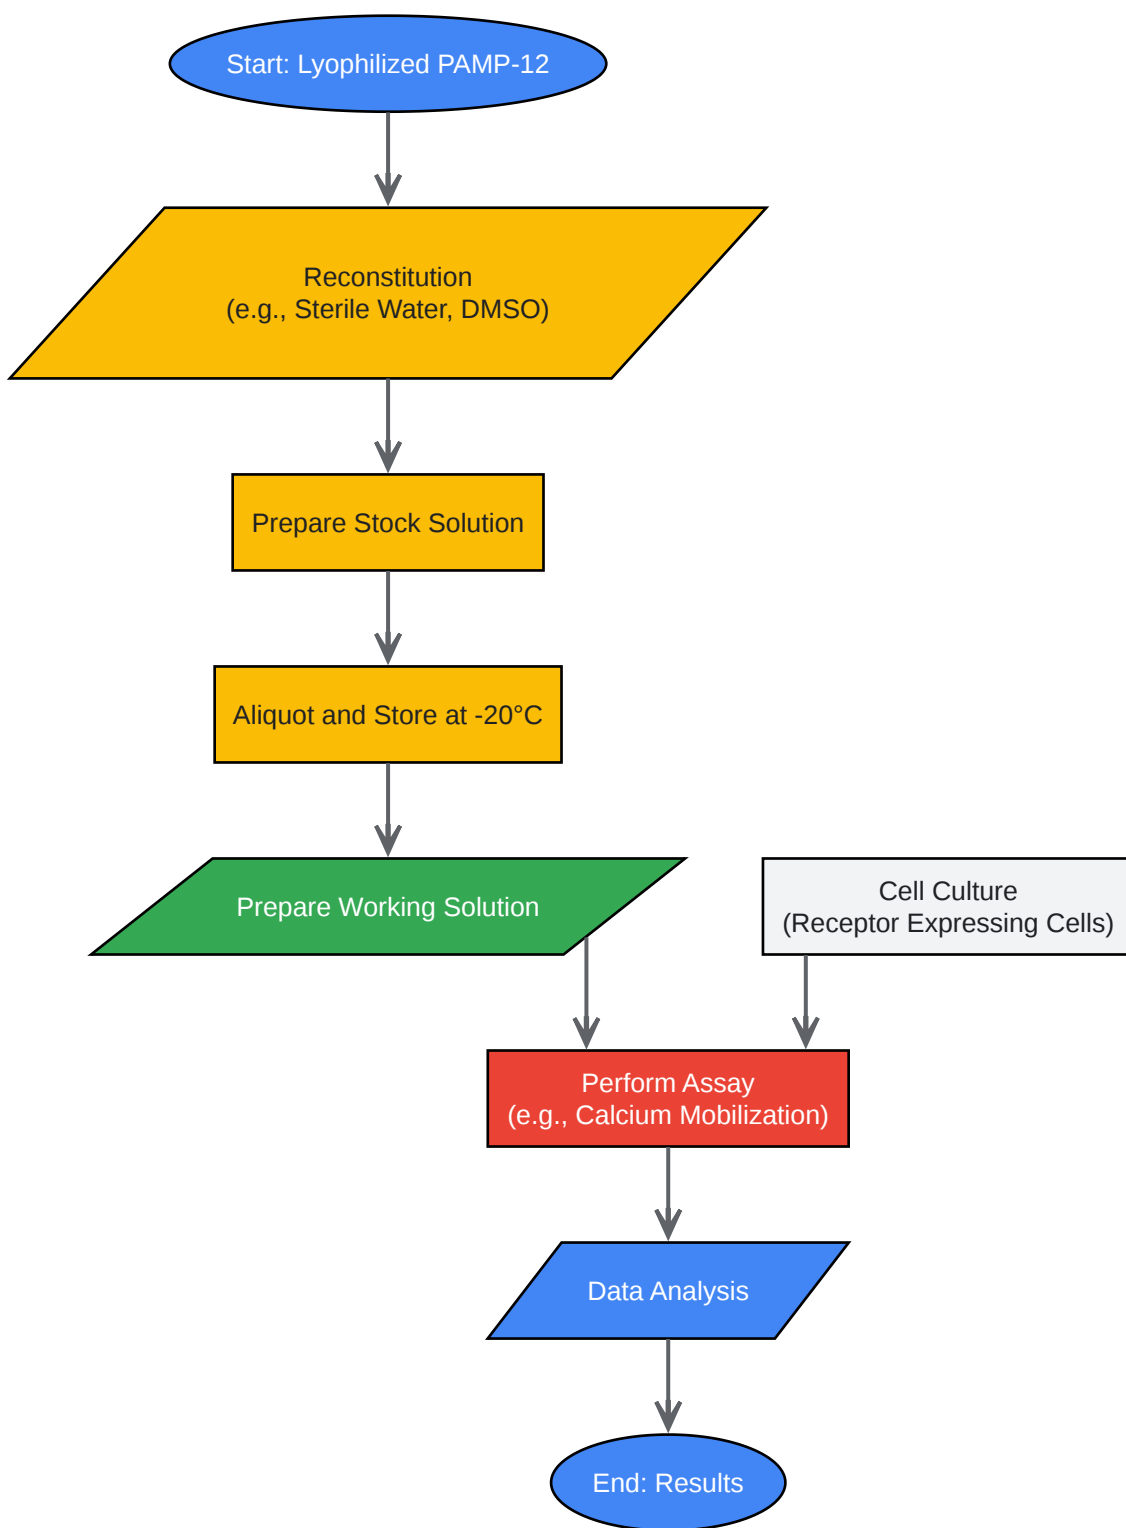 Start: Lyophilized PAMP-12
Reconstitution
(e.g., Sterile Water, DMSO)
Prepare Stock Solution
Aliquot and Store at -20°C
Prepare Working Solution
Cell Culture
(Receptor Expressing Cells)
Perform Assay
(e.g., Calcium Mobilization)
Data Analysis
End: Results